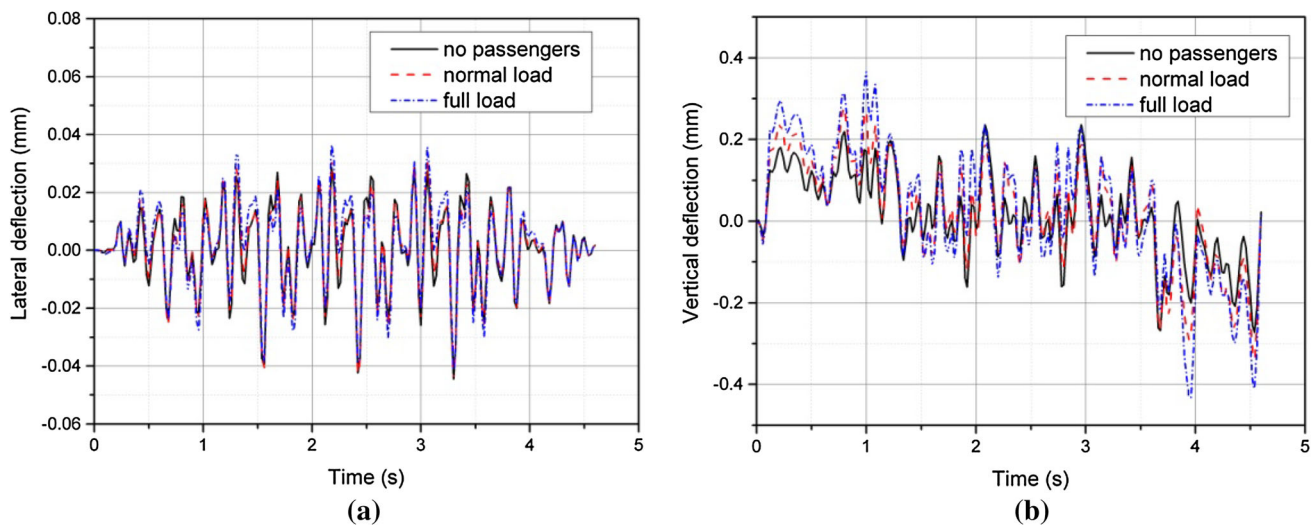 0.08
0.06
0.04
0.02
0.00
-0.02
-0.04
-0.06
Lateral deflection (mm)
no passengers
normal load
full load
0 1 2 3 4 5
Time (s)
(a)
0.4
0.2
0.0
-0.2
-0.4
Vertical deflection (mm)
no passengers
normal load
full load
0 1 2 3 4 5
Time (s)
(b)